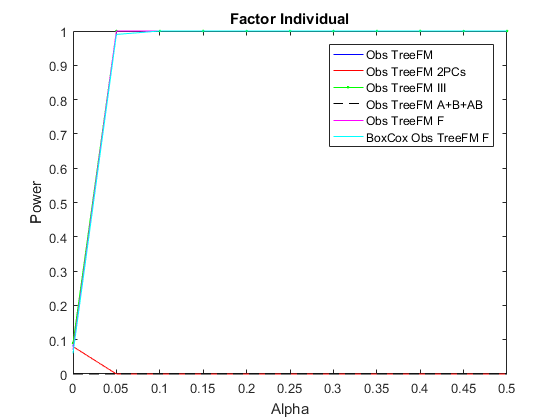 Factor Individual
1
0.9
0.8
0.7
0.6
0.5
0.4
0.3
0.2
0.1
0
Power
Obs TreeFM
Obs TreeFM 2PCs
Obs TreeFM III
Obs TreeFM A+B+AB
Obs TreeFM F
BoxCox Obs TreeFM F
0 0.05 0.1 0.15 0.2 0.25 0.3 0.35 0.4 0.45 0.5
Alpha